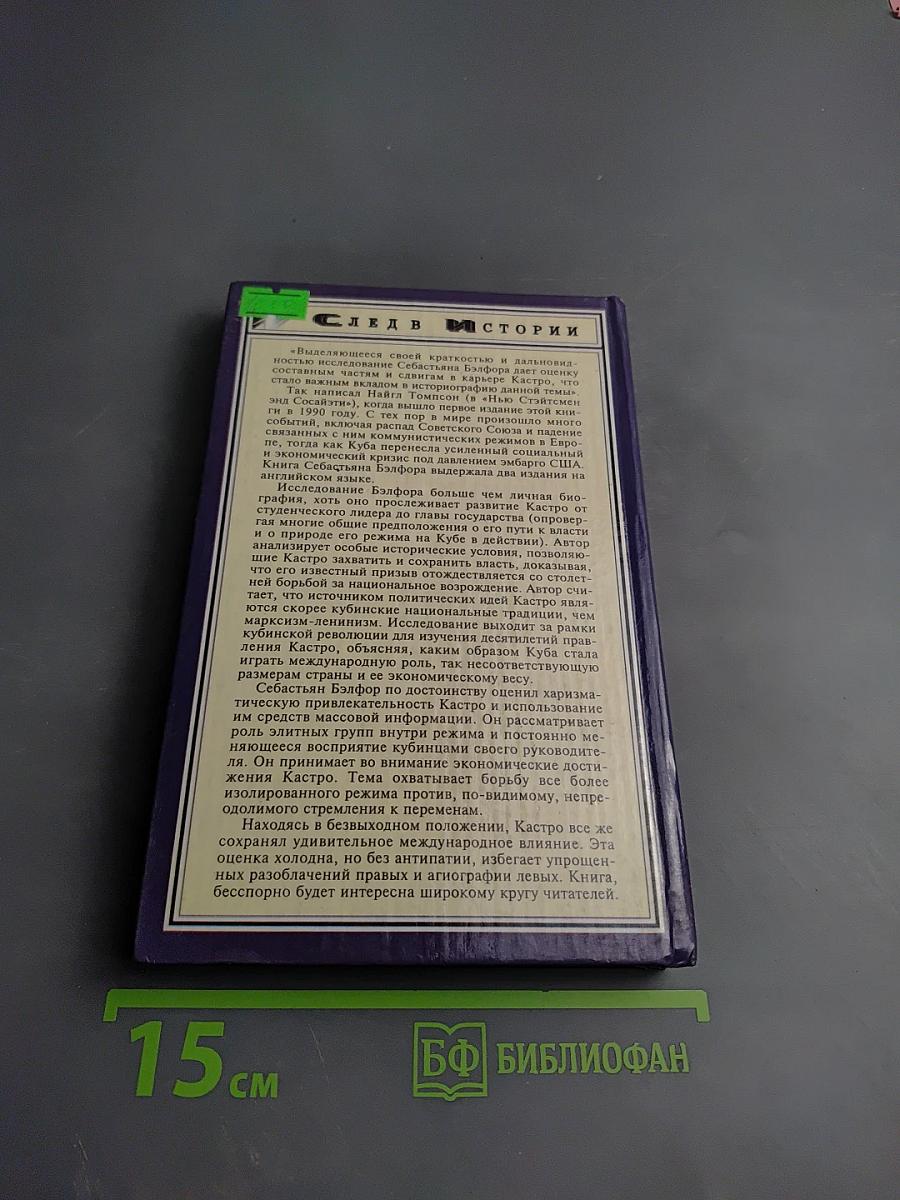 След в Истории
«Выделяющееся своей краткостью и дальновид-
ностью исследование Себастьяна Бэлфора дает оценку
составным частям и сдвигам в карьере Кастро, что
стало важным вкладом в историографию данной темы».
Так написал Найгл Томпсон (в «Нью Стэйтсмен
энд Сосайэти»), когда вышло первое издание этой кни-
ги в 1990 году. С тех пор в мире произошло много
событий, включая распад Советского Союза и падение
связанных с ним коммунистических режимов в Евро-
пе, тогда как Куба перенесла усиленный социальный
и экономический кризис под давлением эмбарго США.
Книга Себастьяна Бэлфора выдержала два издания на
английском языке.
Исследование Бэлфора больше чем личная био-
графия, хоть оно прослеживает развитие Кастро от
студенческого лидера до главы государства (опровер-
гая многие общие предположения о его пути к власти
и о природе его режима на Кубе в действии). Автор
анализирует особые исторические условия, позволяю-
щие Кастро захватить и сохранить власть, доказывая,
что его известный призыв отождествляется со столет-
ней борьбой за национальное возрождение. Автор счи-
тает, что источником политических идей Кастро явля-
ются скорее кубинские национальные традиции, чем
марксизм-ленинизм. Исследование выходит за рамки
кубинской революции для изучения десятилетий прав-
ления Кастро, объясняя, каким образом Куба стала
играть международную роль, так несоответствующую
размерам страны и ее экономическому весу.
Себастьян Бэлфор по достоинству оценил харизма-
тическую привлекательность Кастро и использование
им средств массовой информации. Он рассматривает
роль элитных групп внутри режима и постоянно ме-
няющееся восприятие кубинцами своего руководите-
ля. Он принимает во внимание экономические дости-
жения Кастро. Тема охватывает борьбу все более
изолированного режима против, по-видимому, непре-
одолимого стремления к переменам.
Находясь в безвыходном положении, Кастро все же
сохранял удивительное международное влияние. Эта
оценка холодна, но без антипатии, избегает упрощен-
ных разоблачений правых и агиографии левых. Книга,
бесспорно будет интересна широкому кругу читателей.
15 см
БФ БИБЛИОФАН